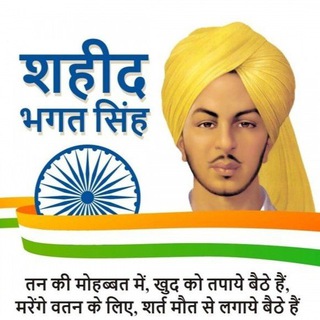 शहीद
भगत सिंह
तन की मोहब्बत में, खुद को तपाये बैठे हैं,
मरेंगे वतन के लिए, शर्त मौत से लगाये बैठे हैं